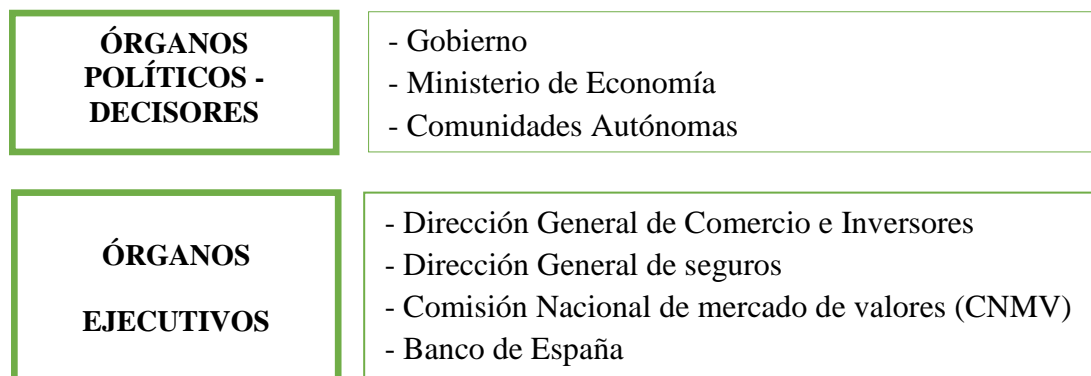 ÓRGANOS
POLÍTICOS -
DECISORES
- Gobierno
- Ministerio de Economía
- Comunidades Autónomas
ÓRGANOS
EJECUTIVOS
- Dirección General de Comercio e Inversores
- Dirección General de seguros
- Comisión Nacional de mercado de valores (CNMV)
- Banco de España